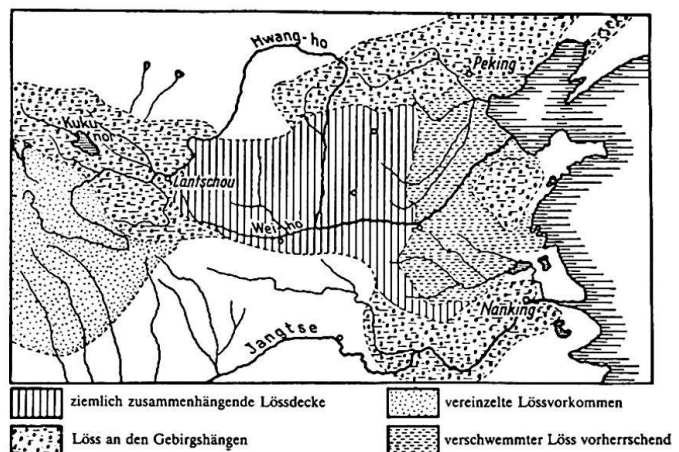 Hwang-ho
Peking
Kuku
nor
Lantschou
Wei-ho
Nanking
Jangtse
ziemlich zusammenhängende Lössdecke
vereinzelte Lössvorkommen
Löss an den Gebirgshängen
verschwemmter Löss vorherrschend